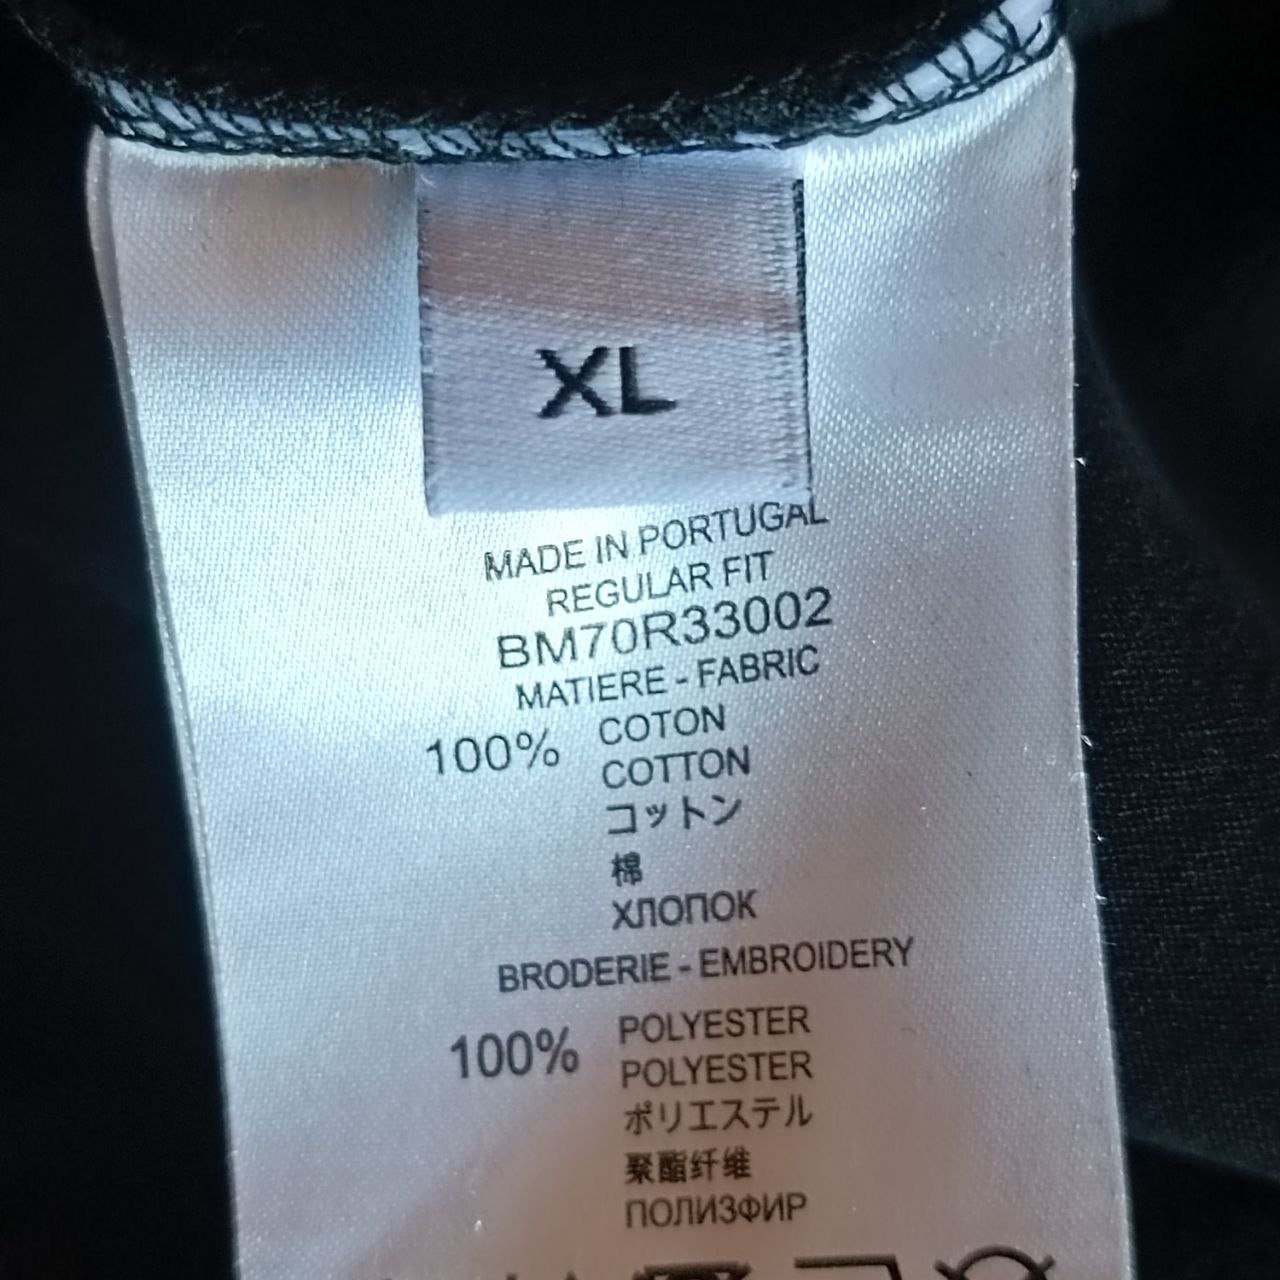 XL
MADE IN PORTUGAL
REGULAR FIT
BM70R33002
MATIERE - FABRIC
100% COTON
COTTON
コットン
棉
ХЛОПОК
BRODERIE - EMBROIDERY
100% POLYESTER
POLYESTER
ポリエステル
聚酯纤维
ПОЛИЗФИР